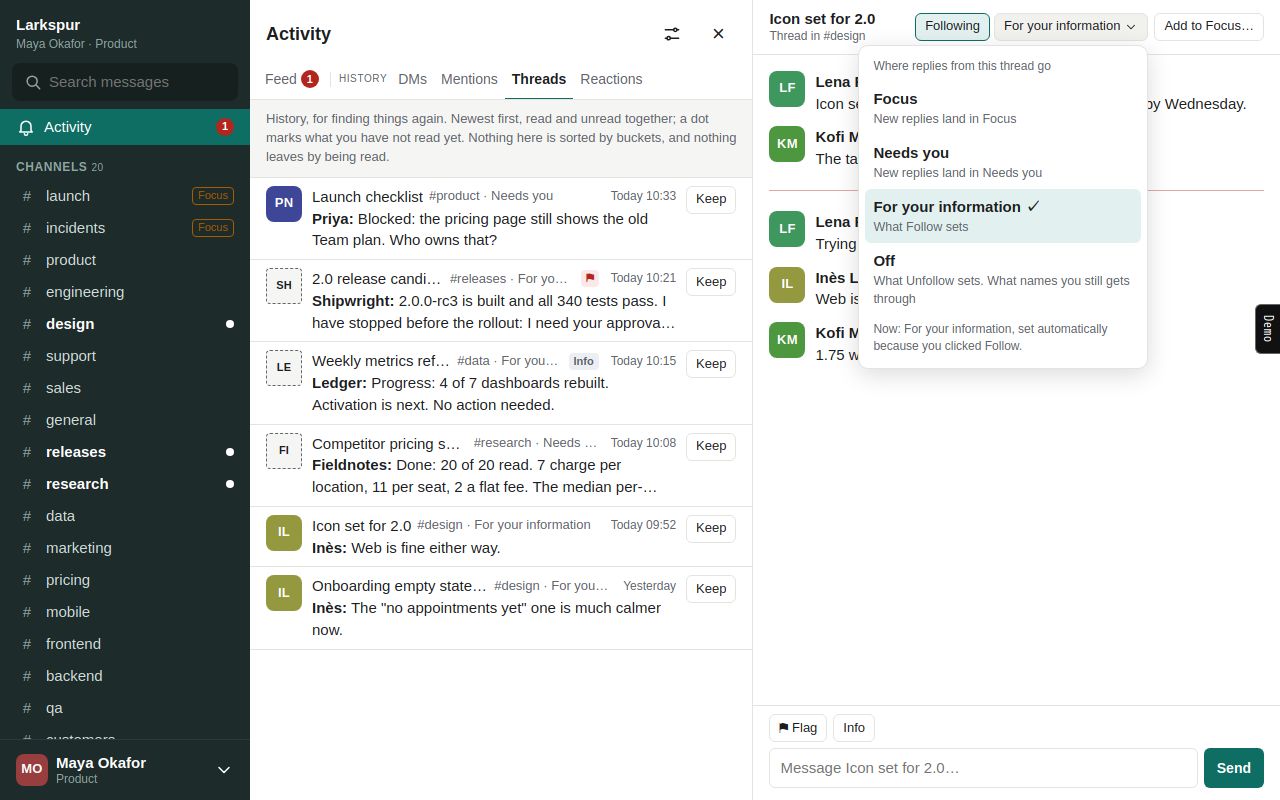 Larkspur
Maya Okafor · Product
Search messages
Activity
1
CHANNELS 20
# launch Focus
# incidents Focus
# product
# engineering
# design
# support
# sales
# general
# releases
# research
# data
# marketing
# pricing
# mobile
# frontend
# backend
# qa
MO
Maya Okafor
Product
Activity
Feed 1 HISTORY DMs Mentions Threads Reactions
History, for finding things again. Newest first, read and unread together; a dot
marks what you have not read yet. Nothing here is sorted by buckets, and nothing
leaves by being read.
PN
Launch checklist #product · Needs you Today 10:33 Keep
Priya: Blocked: the pricing page still shows the old
Team plan. Who owns that?
SH
2.0 release candi… #releases · For yo… Today 10:21 Keep
Shipwright: 2.0.0-rc3 is built and all 340 tests pass. I
have stopped before the rollout: I need your approva…
LE
Weekly metrics ref… #data · For you… Info Today 10:15 Keep
Ledger: Progress: 4 of 7 dashboards rebuilt.
Activation is next. No action needed.
FI
Competitor pricing s… #research · Needs … Today 10:08 Keep
Fieldnotes: Done: 20 of 20 read. 7 charge per
location, 11 per seat, 2 a flat fee. The median per-…
IL
Icon set for 2.0 #design · For your information Today 09:52 Keep
Inès: Web is fine either way.
IL
Onboarding empty state… #design · For you… Yesterday Keep
Inès: The "no appointments yet" one is much calmer
now.
Icon set for 2.0
Thread in #design
Following
For your information
Add to Focus…
LF
Lena
Icon by Wednesday.
KM
Kofi
The
LF
Lena
Trying
IL
Inès
Web is
KM
Kofi
1.75
Where replies from this thread go
Focus
New replies land in Focus
Needs you
New replies land in Needs you
For your information ✓
What Follow sets
Off
What Unfollow sets. What names you still gets
through
Now: For your information, set automatically
because you clicked Follow.
Demo
Flag
Info
Message Icon set for 2.0…
Send